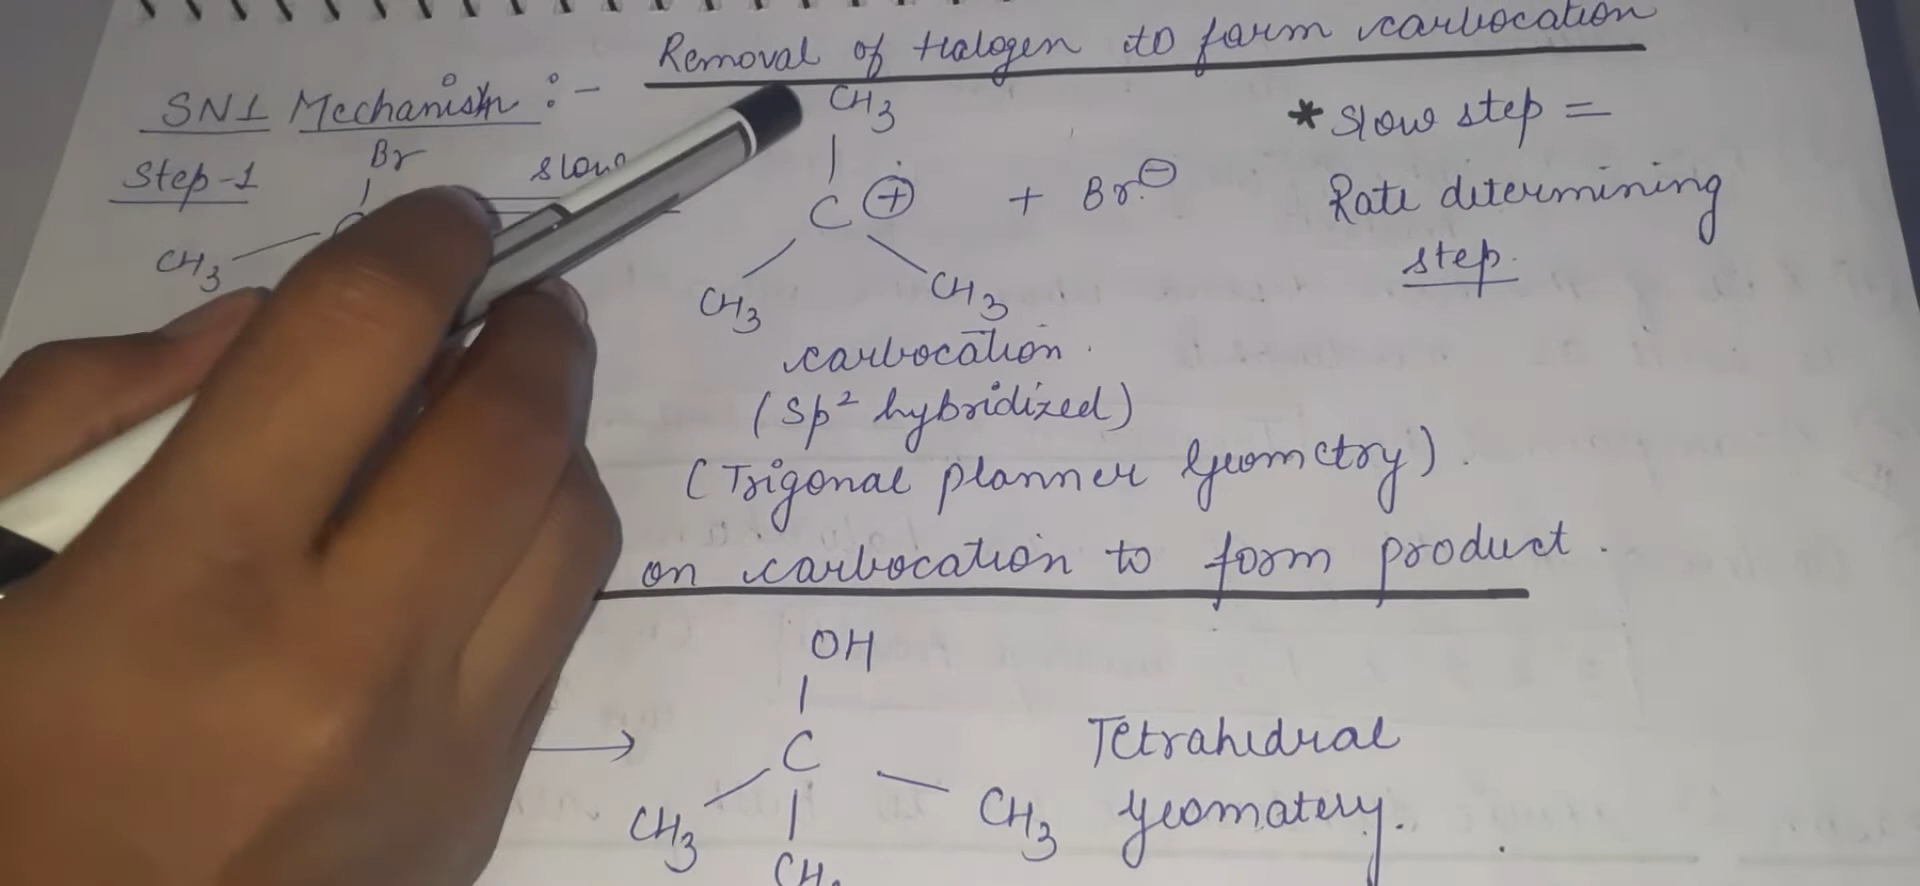 Removal of Halogen to form carbocation
SN1 Mechanism :-
Step-1
Br
slow
CH3
CH3
C ⊕ + Br⊖
CH3 CH3
* Slow step =
Rate determining
step.
carbocation.
(Sp² hybridized)
(Trigonal planner Geometry).
on carbocation to form product.
OH
C
CH3 CH3
Tetrahidral
Geomatery.